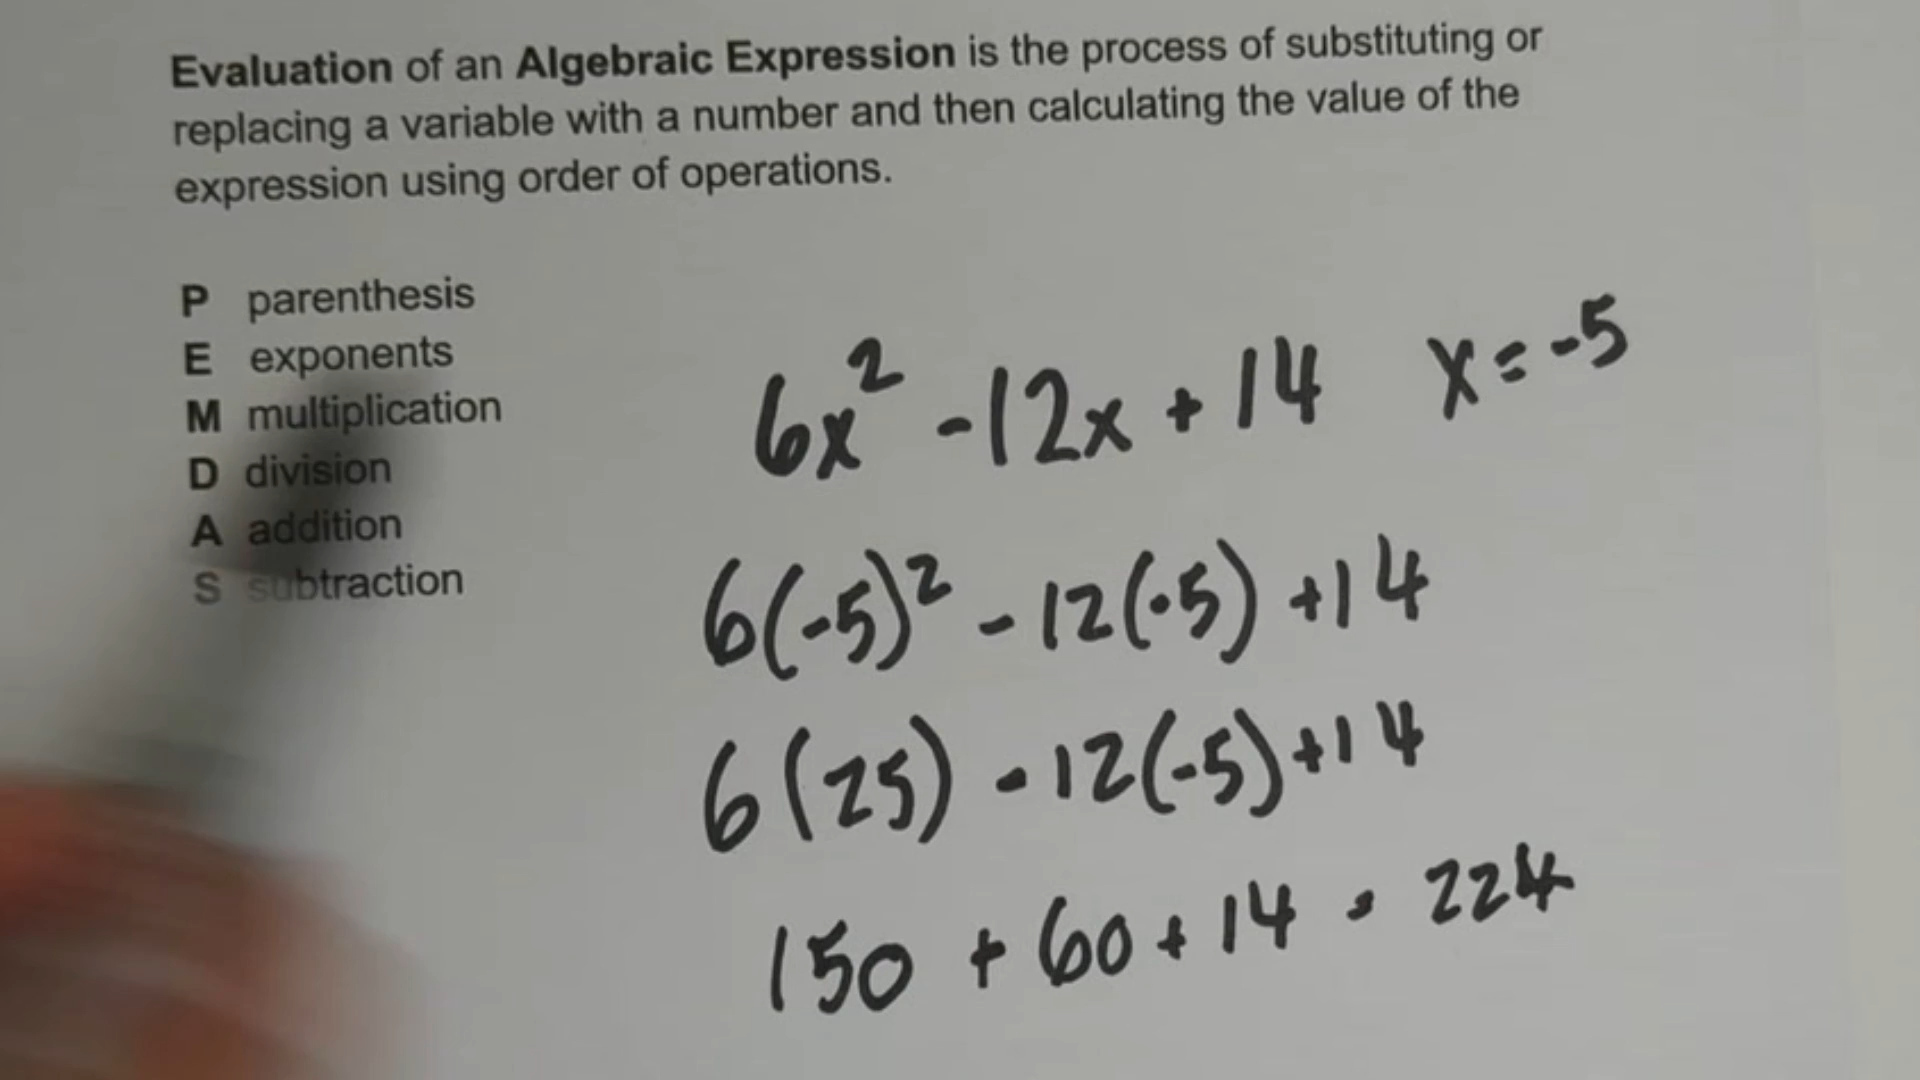 Evaluation of an Algebraic Expression is the process of substituting or
replacing a variable with a number and then calculating the value of the
expression using order of operations.
P parenthesis
E exponents
M multiplication
D division
A addition
S subtraction
6x² -12x + 14 x = -5
6(-5)² - 12(-5) +14
6(25) - 12(-5) +14
150 + 60 + 14 = 224